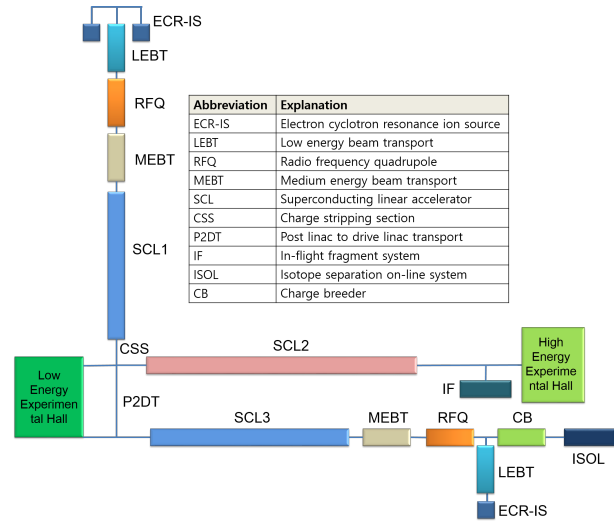 ECR-IS
LEBT
RFQ
MEBT
SCL1
Abbreviation Explanation
ECR-IS Electron cyclotron resonance ion source
LEBT Low energy beam transport
RFQ Radio frequency quadrupole
MEBT Medium energy beam transport
SCL Superconducting linear accelerator
CSS Charge stripping section
P2DT Post linac to drive linac transport
IF In-flight fragment system
ISOL Isotope separation on-line system
CB Charge breeder
CSS
SCL2
High
Energy
Experime
ntal Hall
Low
Energy
Experimen
tal Hall
IF
P2DT
SCL3
MEBT
RFQ
CB
ISOL
LEBT
ECR-IS